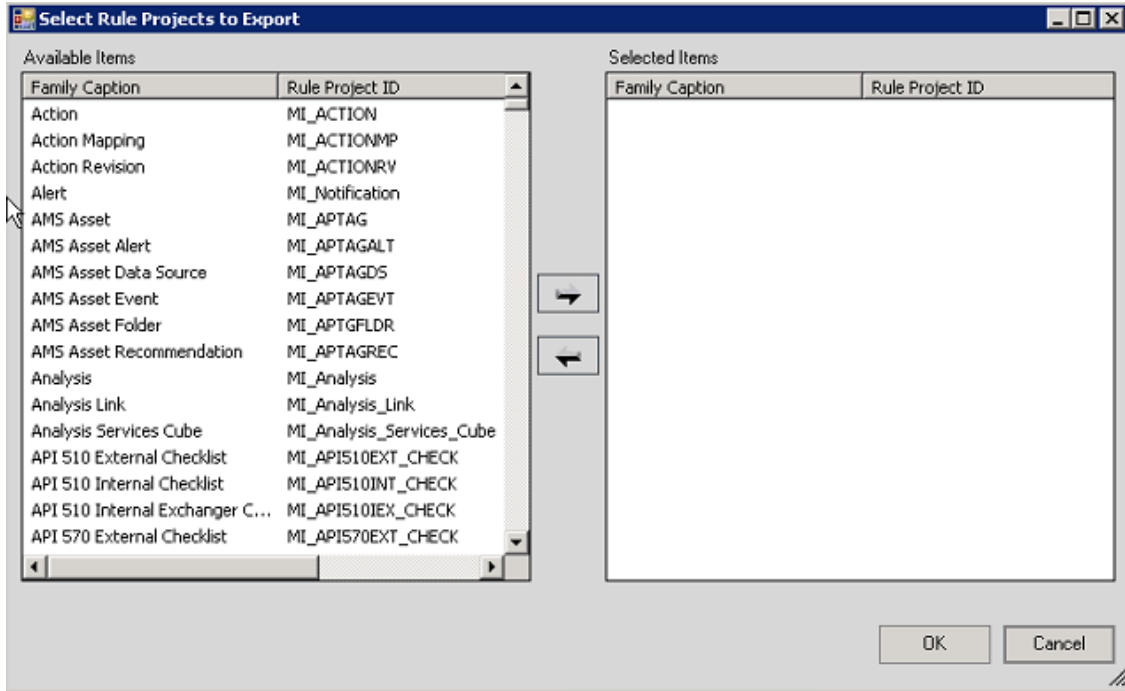 Select Rule Projects to Export
Available Items
Family Caption Rule Project ID
Action MI_ACTION
Action Mapping MI_ACTIONMP
Action Revision MI_ACTIONRV
Alert MI_Notification
AMS Asset MI_APTAG
AMS Asset Alert MI_APTAGALT
AMS Asset Data Source MI_APTAGDS
AMS Asset Event MI_APTAGEVT
AMS Asset Folder MI_APTGFLDR
AMS Asset Recommendation MI_APTAGREC
Analysis MI_Analysis
Analysis Link MI_Analysis_Link
Analysis Services Cube MI_Analysis_Services_Cube
API 510 External Checklist MI_API510EXT_CHECK
API 510 Internal Checklist MI_API510INT_CHECK
API 510 Internal Exchanger C... MI_API510IEX_CHECK
API 570 External Checklist MI_API570EXT_CHECK
Selected Items
Family Caption Rule Project ID
OK Cancel